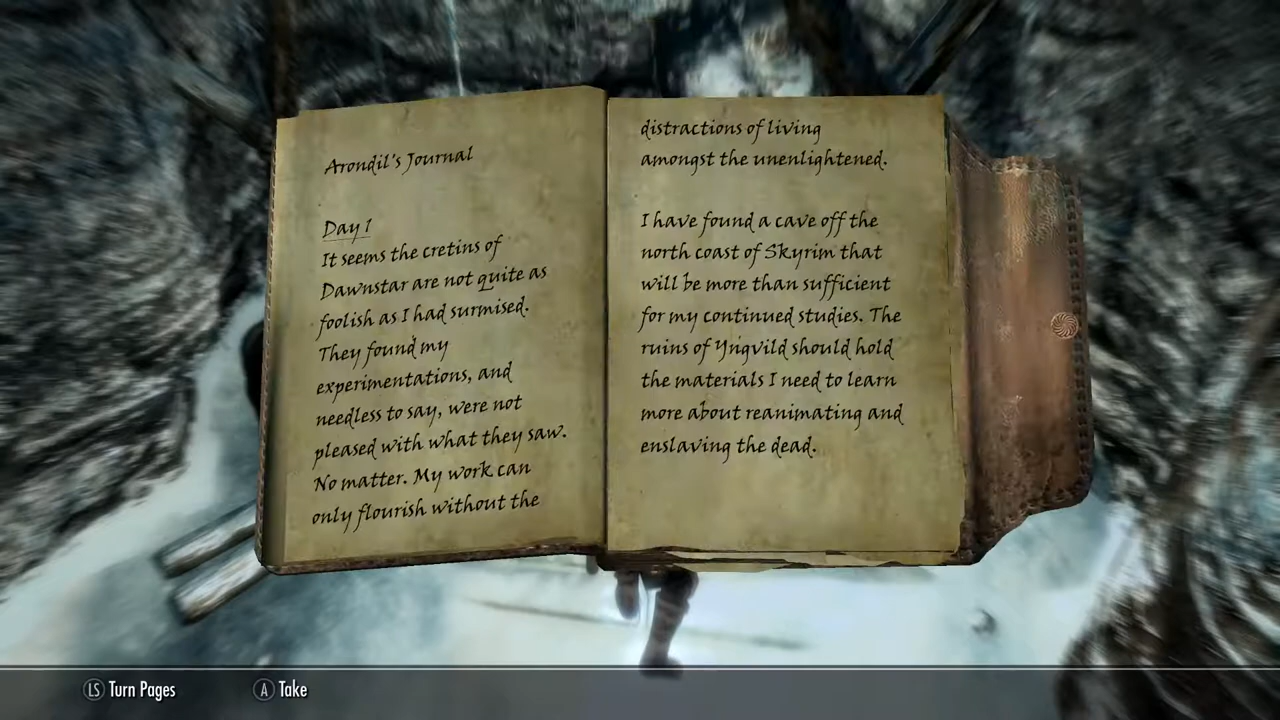 Arondil's Journal
Day 1
It seems the cretins of
Dawnstar are not quite as
foolish as I had surmised.
They found my
experimentations, and
needless to say, were not
pleased with what they saw.
No matter. My work can
only flourish without the
distractions of living
amongst the unenlightened.
I have found a cave off the
north coast of Skyrim that
will be more than sufficient
for my continued studies. The
ruins of Yngvild should hold
the materials I need to learn
more about reanimating and
enslaving the dead.
LS Turn Pages
A Take